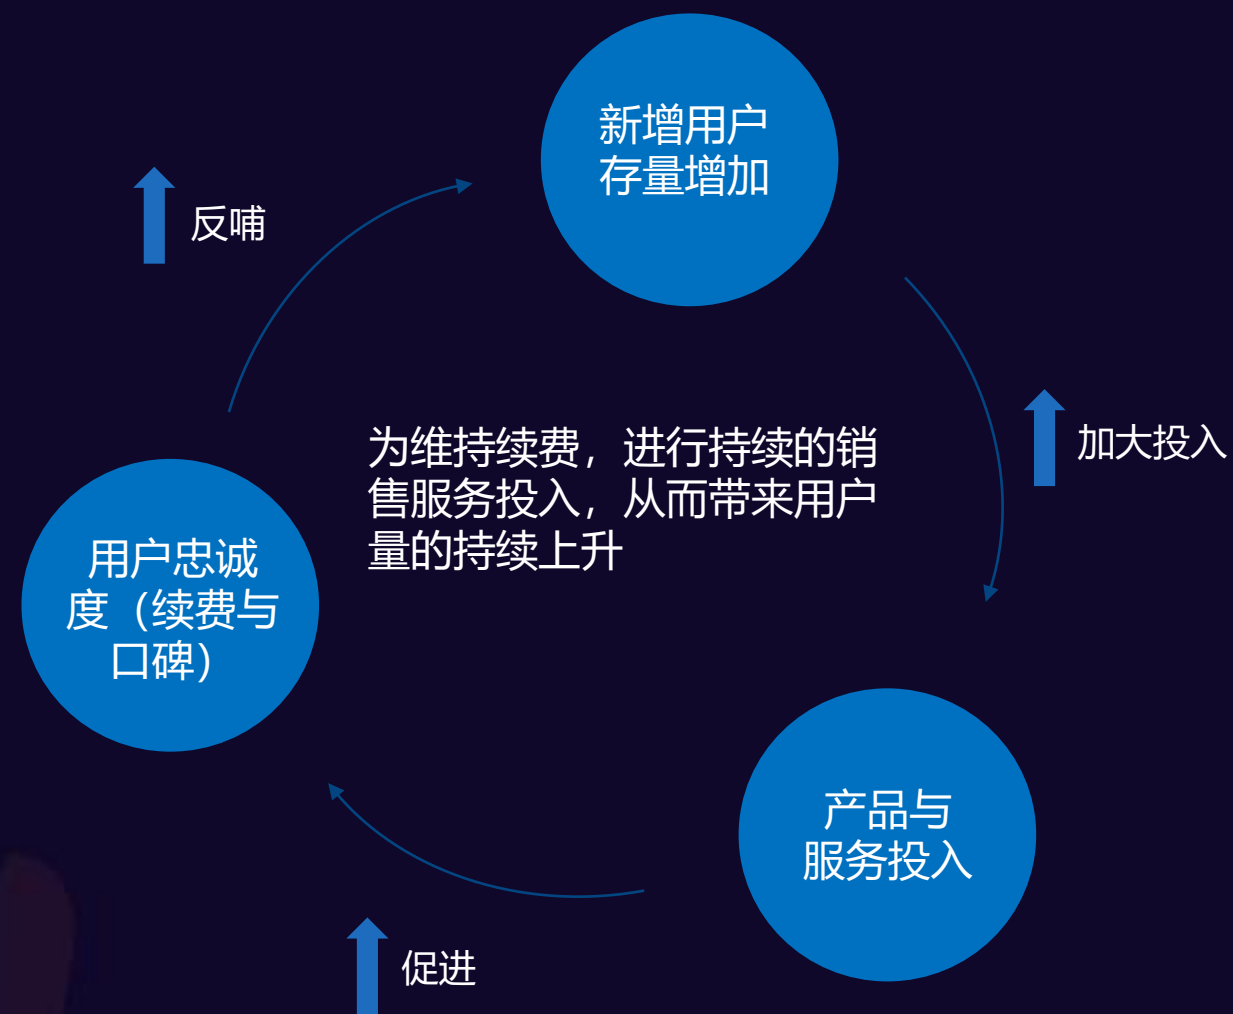 新增用户
存量增加
反哺
加大投入
为维持续费，进行持续的销
售服务投入，从而带来用户
量的持续上升
用户忠诚
度（续费与
口碑）
产品与
服务投入
促进